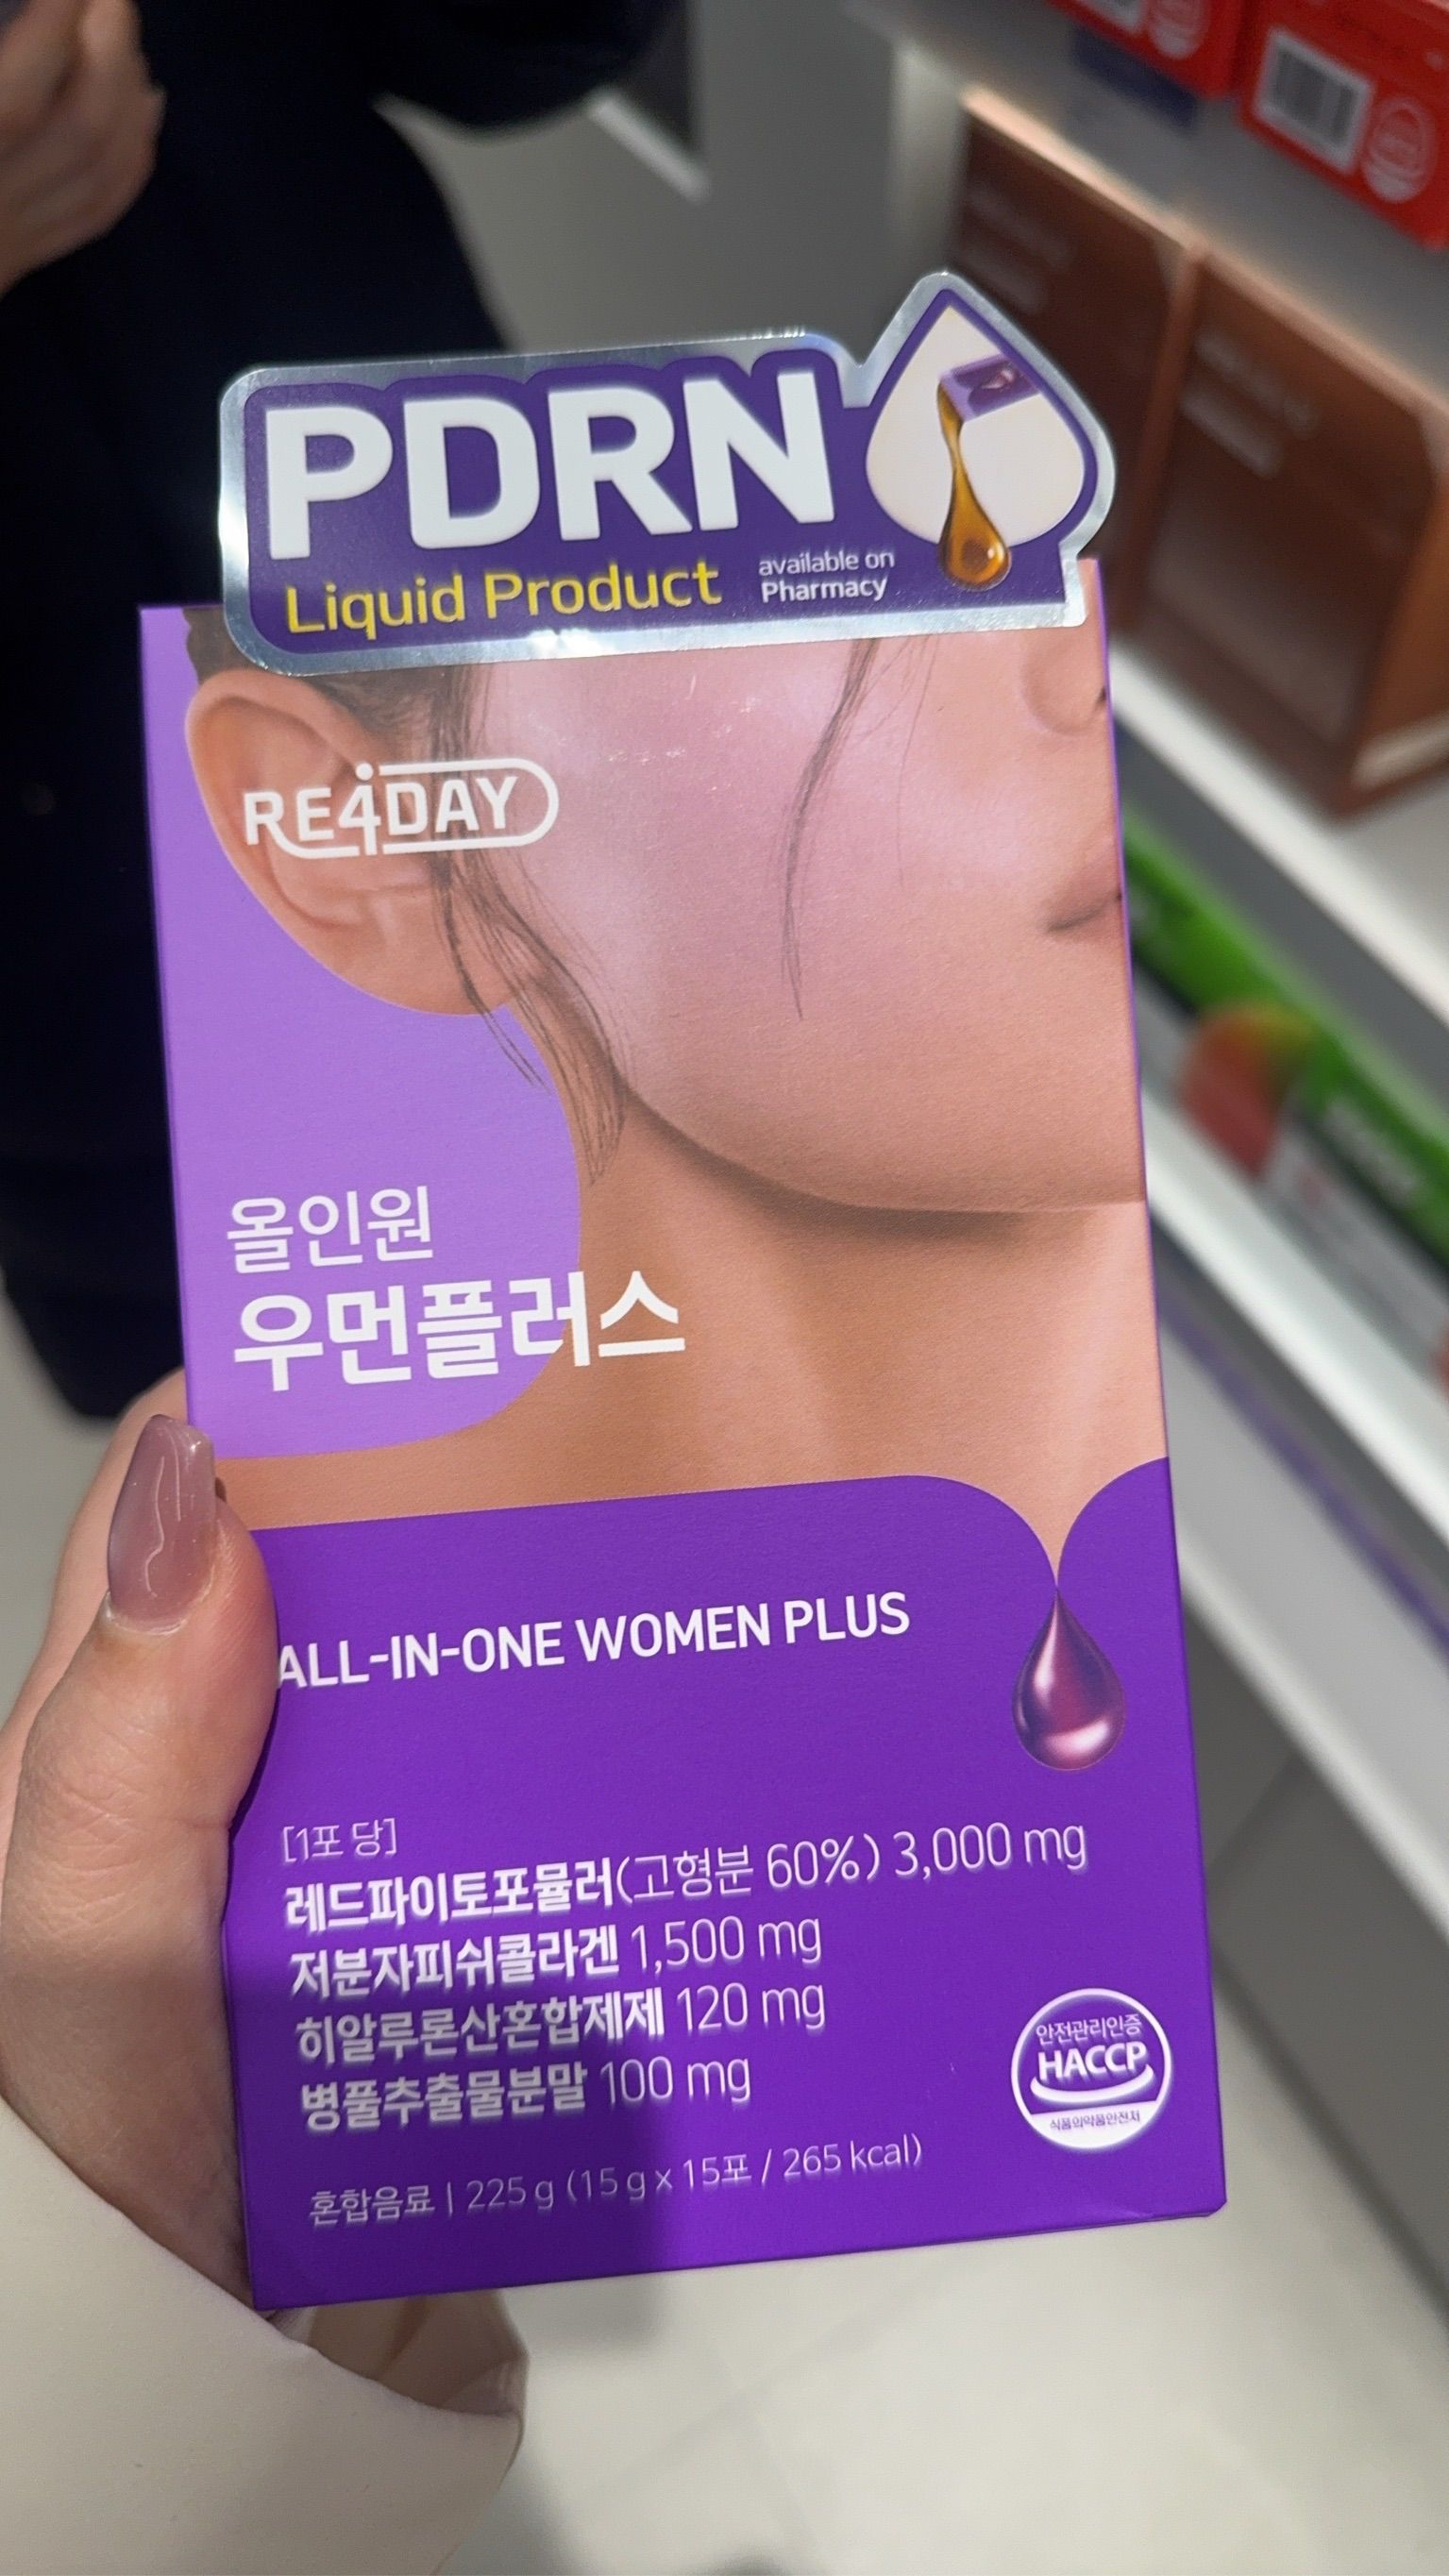 PDRN
Liquid Product
available on
Pharmacy
RE4DAY
올인원
우먼플러스
ALL-IN-ONE WOMEN PLUS
[1포 당]
레드파이토포뮬러(고형분 60%) 3,000 mg
저분자피쉬콜라겐 1,500 mg
히알루론산혼합제제 120 mg
병풀추출물분말 100 mg
안전관리인증
HACCP
식품의약품안전처
혼합음료 | 225 g (15 g x 15포 / 265 kcal)